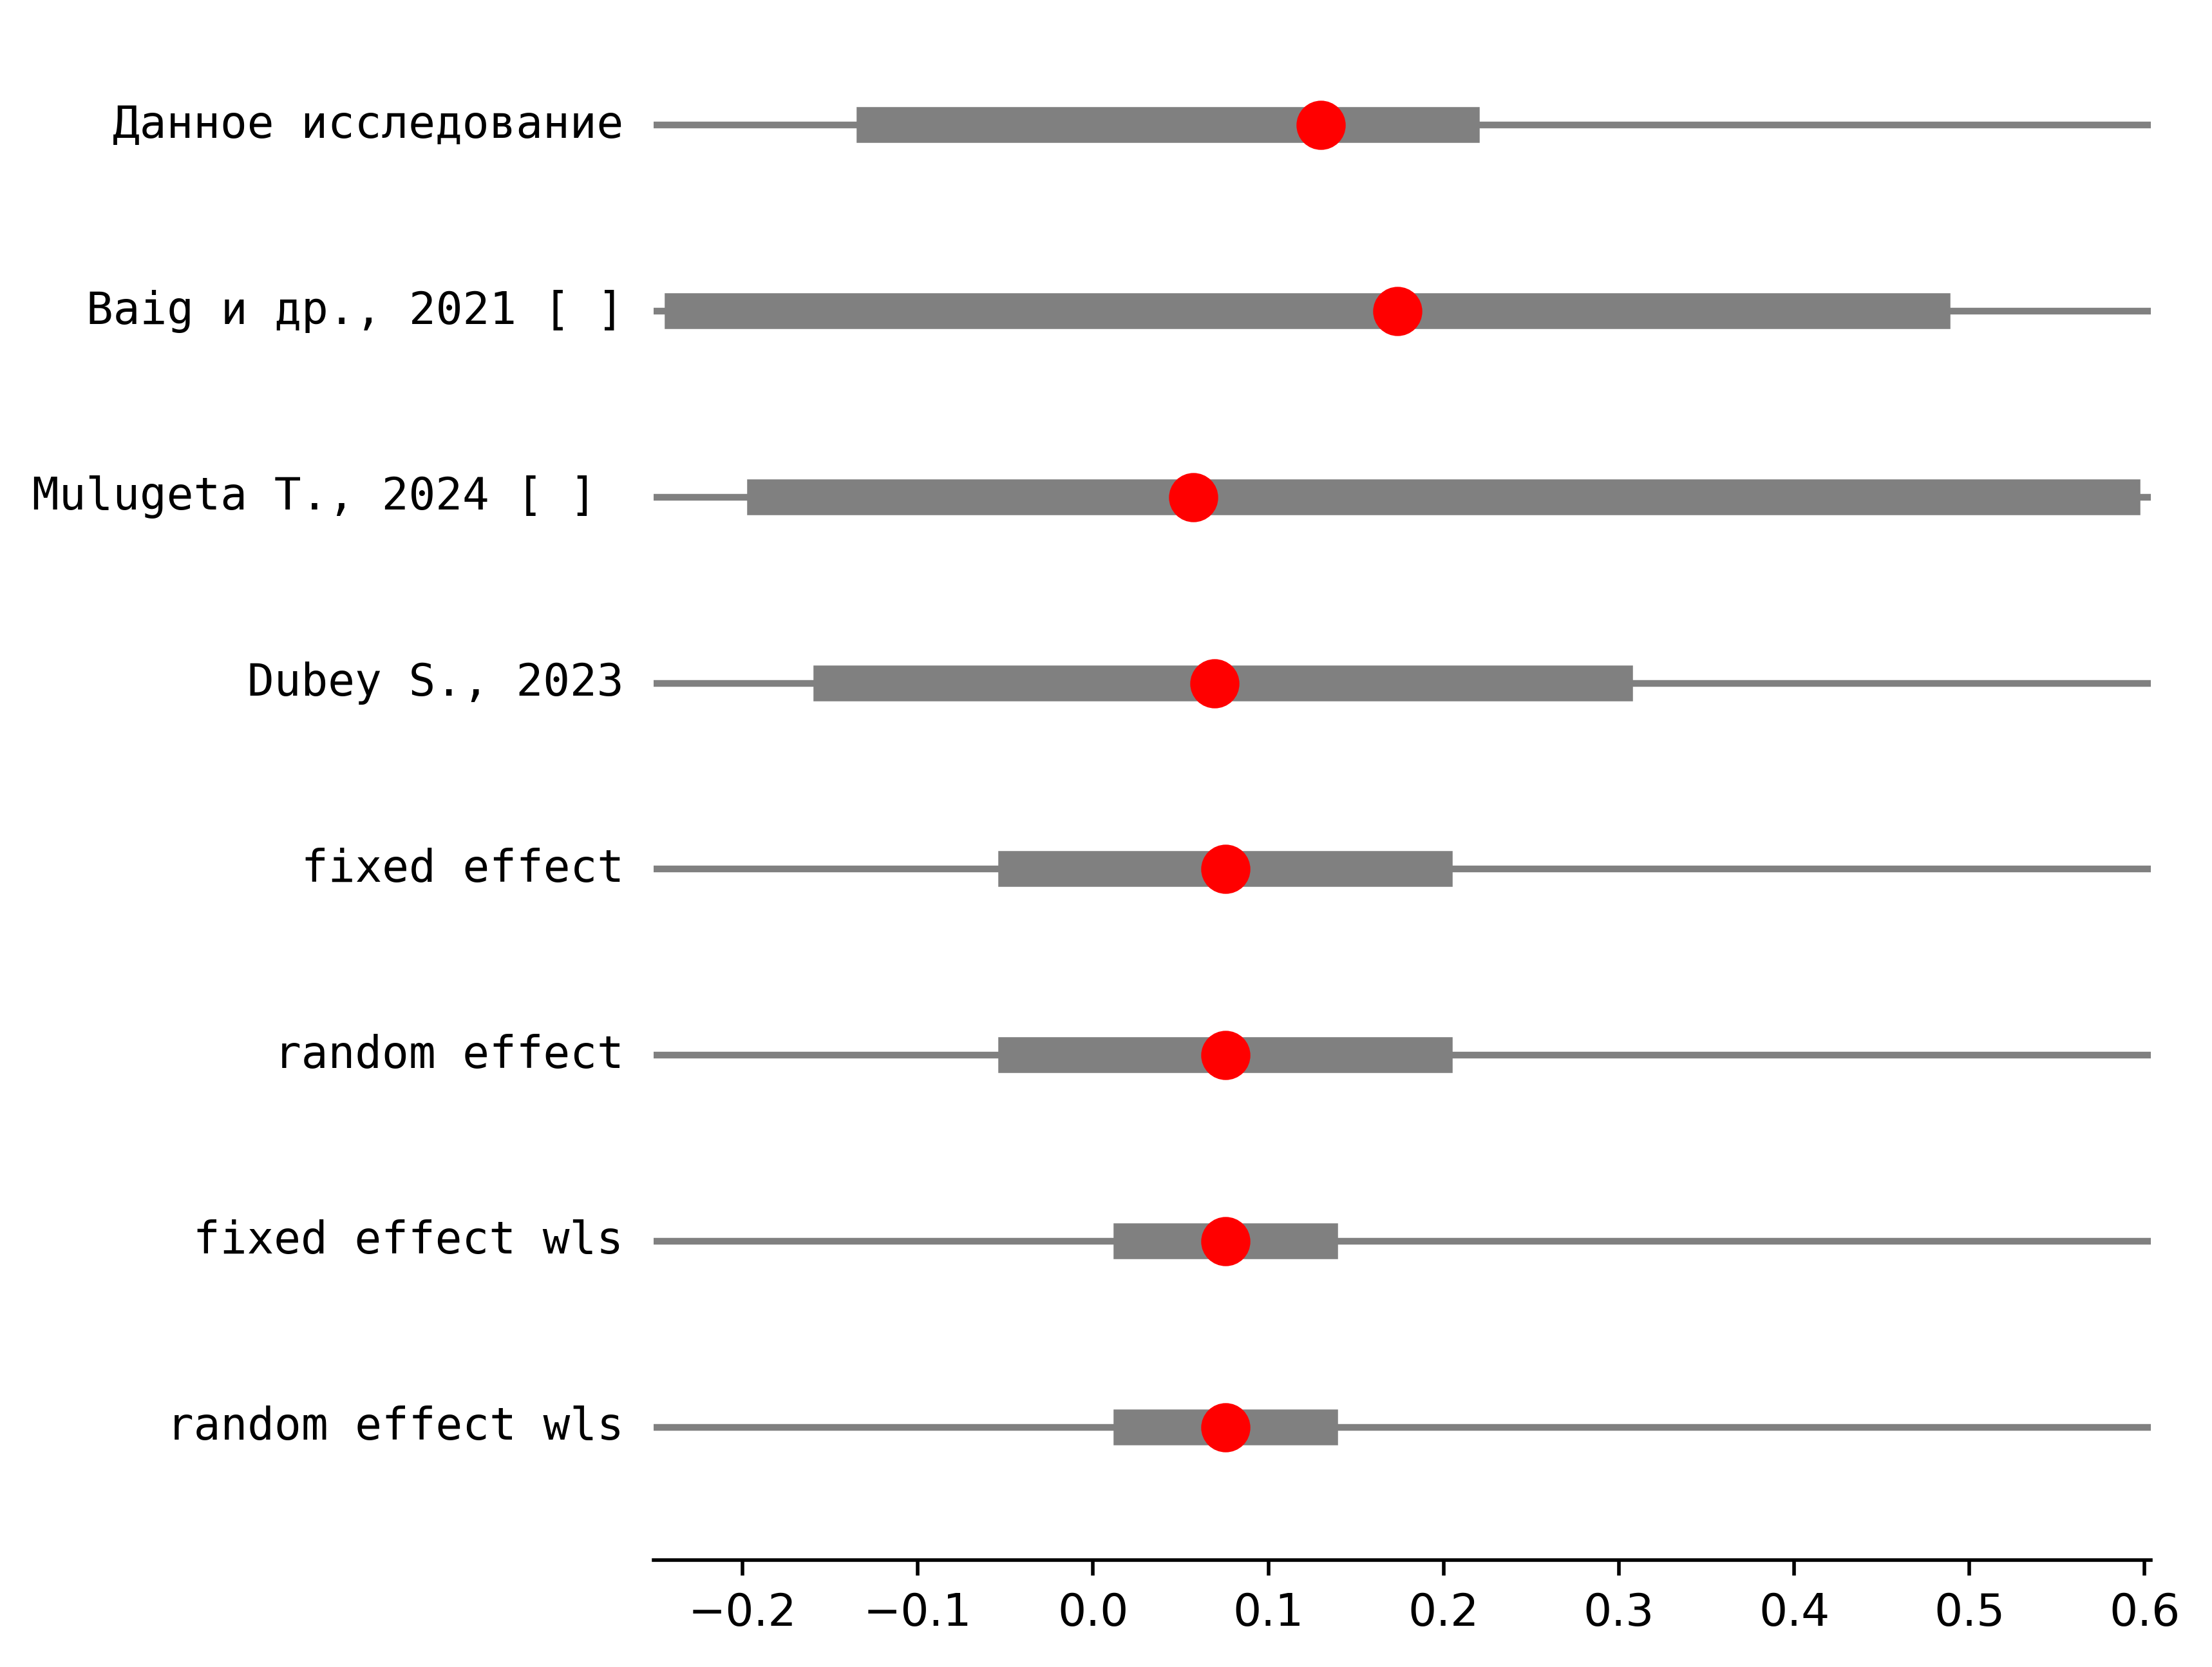 Данное исследование
Baig и др., 2021 [ ]
Mulugeta T., 2024 [ ]
Dubey S., 2023
fixed effect
random effect
fixed effect wls
random effect wls
−0.2 −0.1 0.0 0.1 0.2 0.3 0.4 0.5 0.6